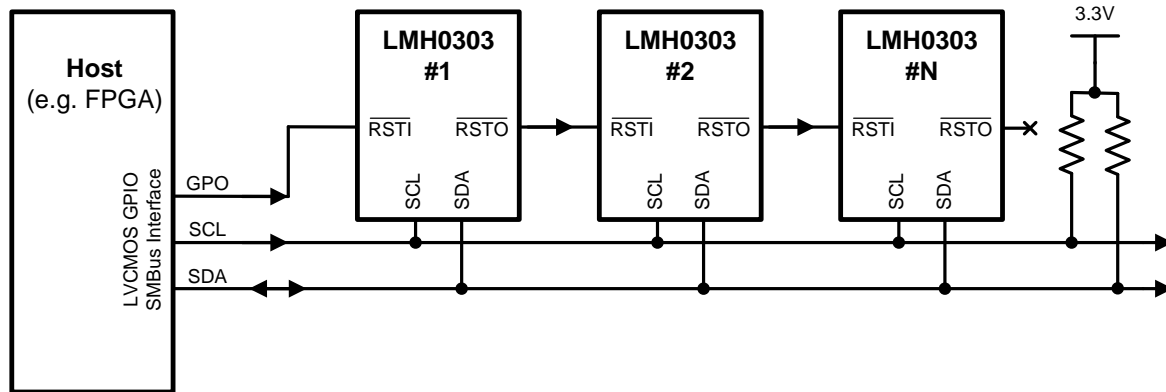 Host
(e.g. FPGA)
LVCMOS GPIO
SMBus Interface
GPO
SCL
SDA
LMH0303
#1
RSTI
RSTO
SCL
SDA
LMH0303
#2
RSTI
RSTO
SCL
SDA
LMH0303
#N
RSTI
RSTO
SCL
SDA
3.3V